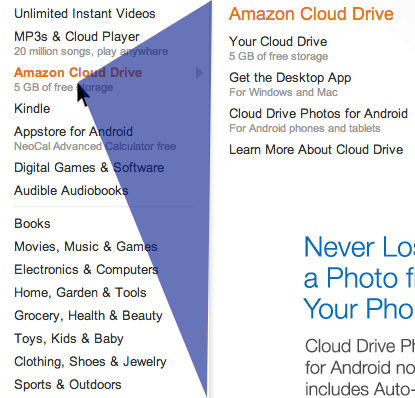 Unlimited Instant Videos
MP3s & Cloud Player
20 million songs, play anywhere
Amazon Cloud Drive
5 GB of free storage
Kindle
Appstore for Android
NeoCal Advanced Calculator free
Digital Games & Software
Audible Audiobooks
Books
Movies, Music & Games
Electronics & Computers
Home, Garden & Tools
Grocery, Health & Beauty
Toys, Kids & Baby
Clothing, Shoes & Jewelry
Sports & Outdoors
Amazon Cloud Drive
Your Cloud Drive
5 GB of free storage
Get the Desktop App
For Windows and Mac
Cloud Drive Photos for Android
For Android phones and tablets
Learn More About Cloud Drive
Never Los
a Photo f
Your Pho
Cloud Drive Ph
for Android no
includes Auto-